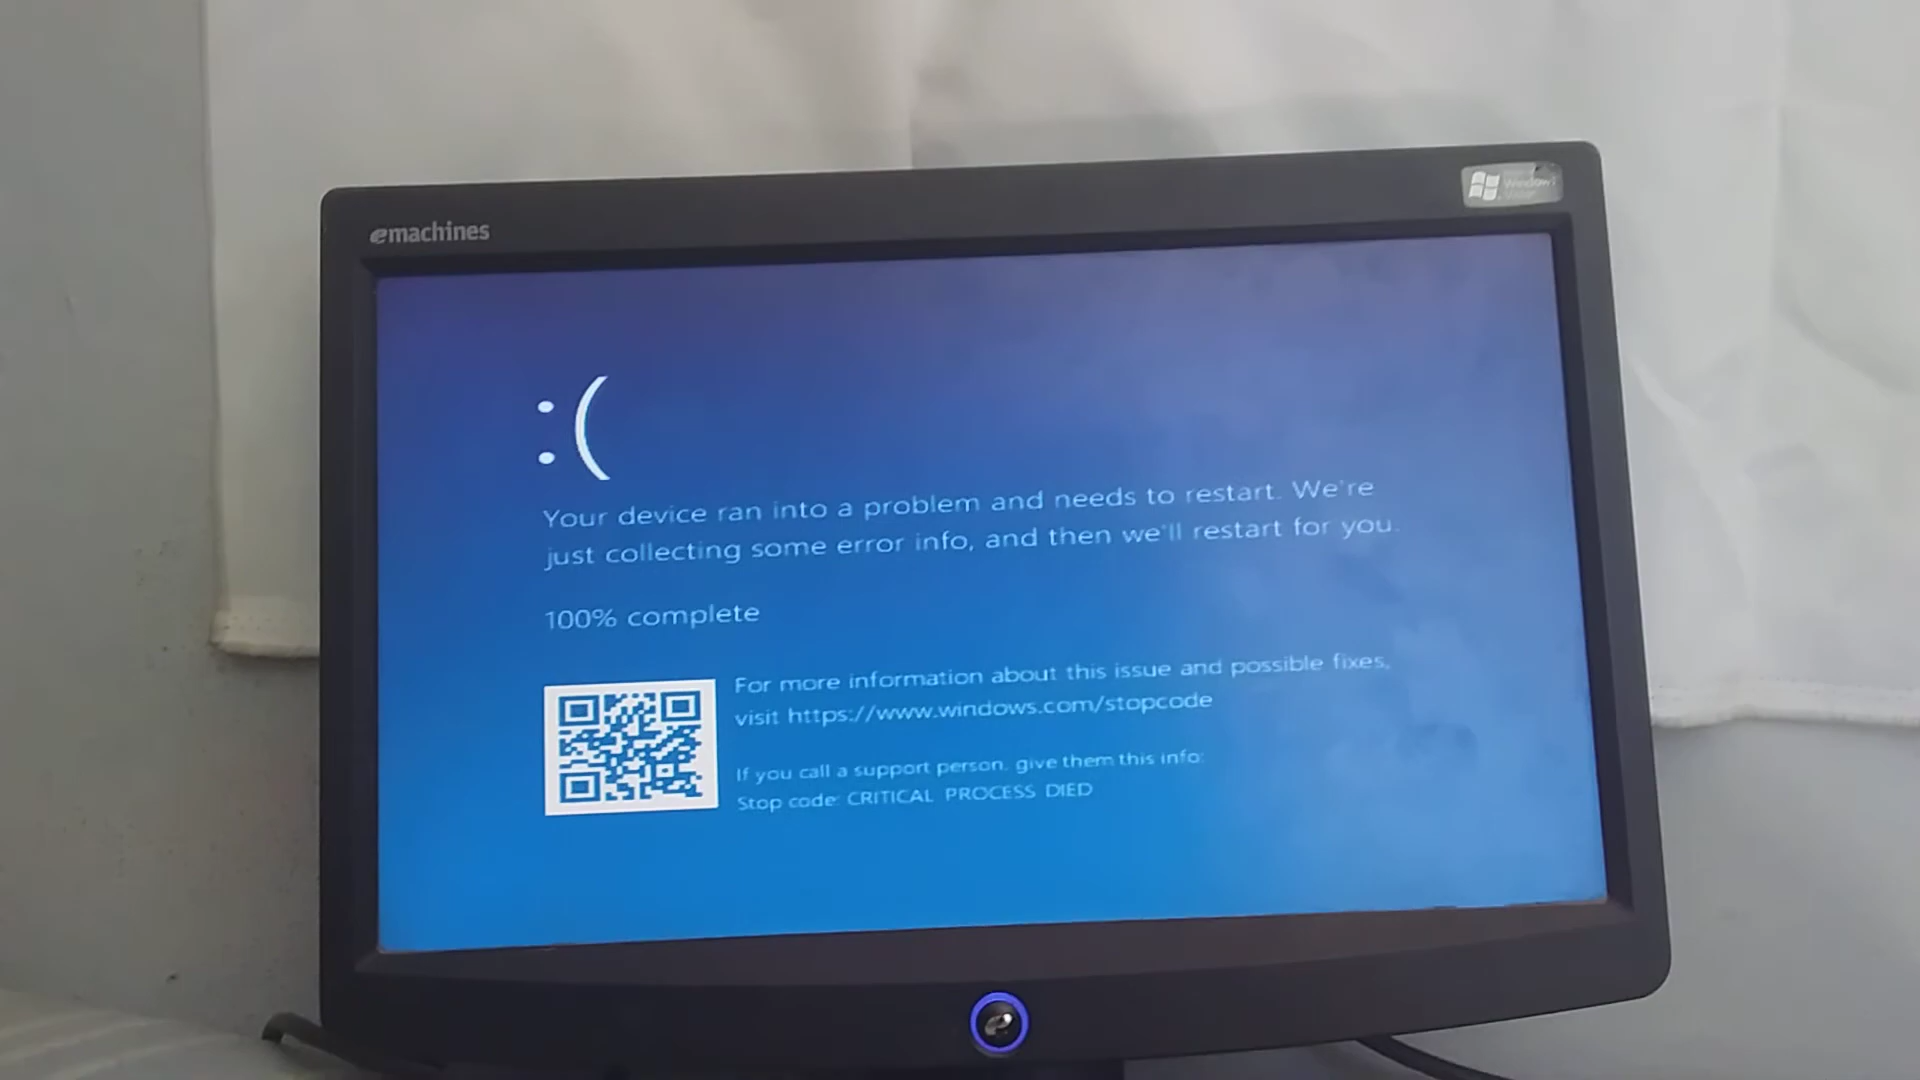 emachines
Windows
:(
Your device ran into a problem and needs to restart. We're
just collecting some error info, and then we'll restart for you.
100% complete
For more information about this issue and possible fixes,
visit https://www.windows.com/stopcode
If you call a support person, give them this info:
Stop code: CRITICAL PROCESS DIED